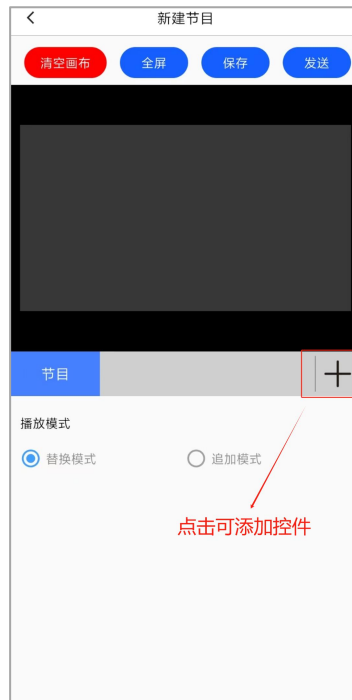 新建节目
清空画布 全屏 保存 发送
节目
播放模式
替换模式 追加模式
点击可添加控件